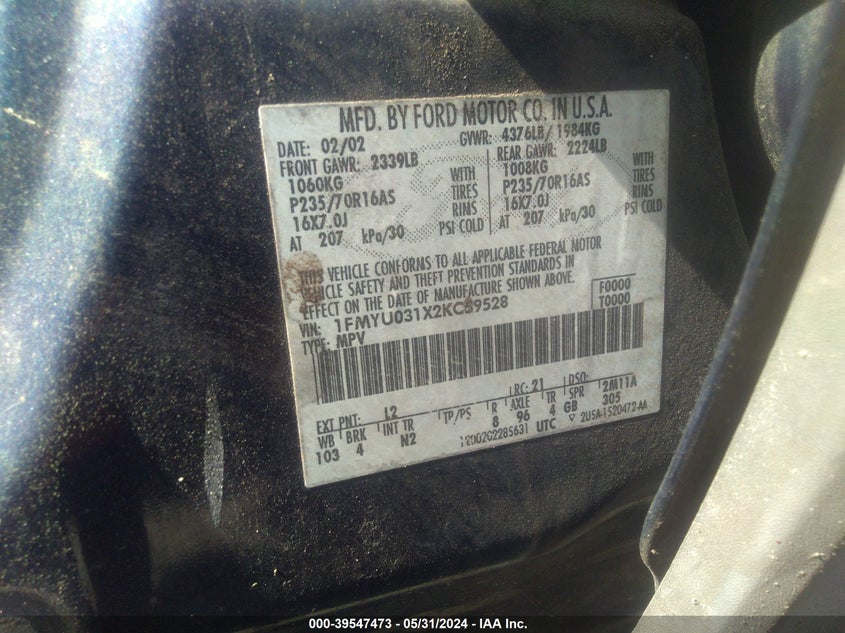 MFD. BY FORD MOTOR CO. IN U.S.A.
DATE: 02/02 GVWR: 4376LB/ 1984KG
FRONT GAWR: 2339LB REAR GAWR: 2224LB
1060KG WITH 1008KG WITH
P235/70R16AS TIRES P235/70R16AS TIRES
16X7.0J RIMS 16X7.0J RIMS
AT 207 kPa/30 PSI COLD AT 207 kPa/30 PSI COLD
THIS VEHICLE CONFORMS TO ALL APPLICABLE FEDERAL MOTOR
VEHICLE SAFETY AND THEFT PREVENTION STANDARDS IN
EFFECT ON THE DATE OF MANUFACTURE SHOWN ABOVE.
VIN: 1FMYU031X2KC59528 F0000
TYPE: MPV T0000
EXT PNT: L2 RC: 21 DSO:
WB BRK INT TR TP/PS R AXLE TR SPR 2M11A
103 4 N2 8 96 4 GB 305
UTC ▽ 2U5A-1520472-AA
000-39547473 - 05/31/2024 - IAA Inc.